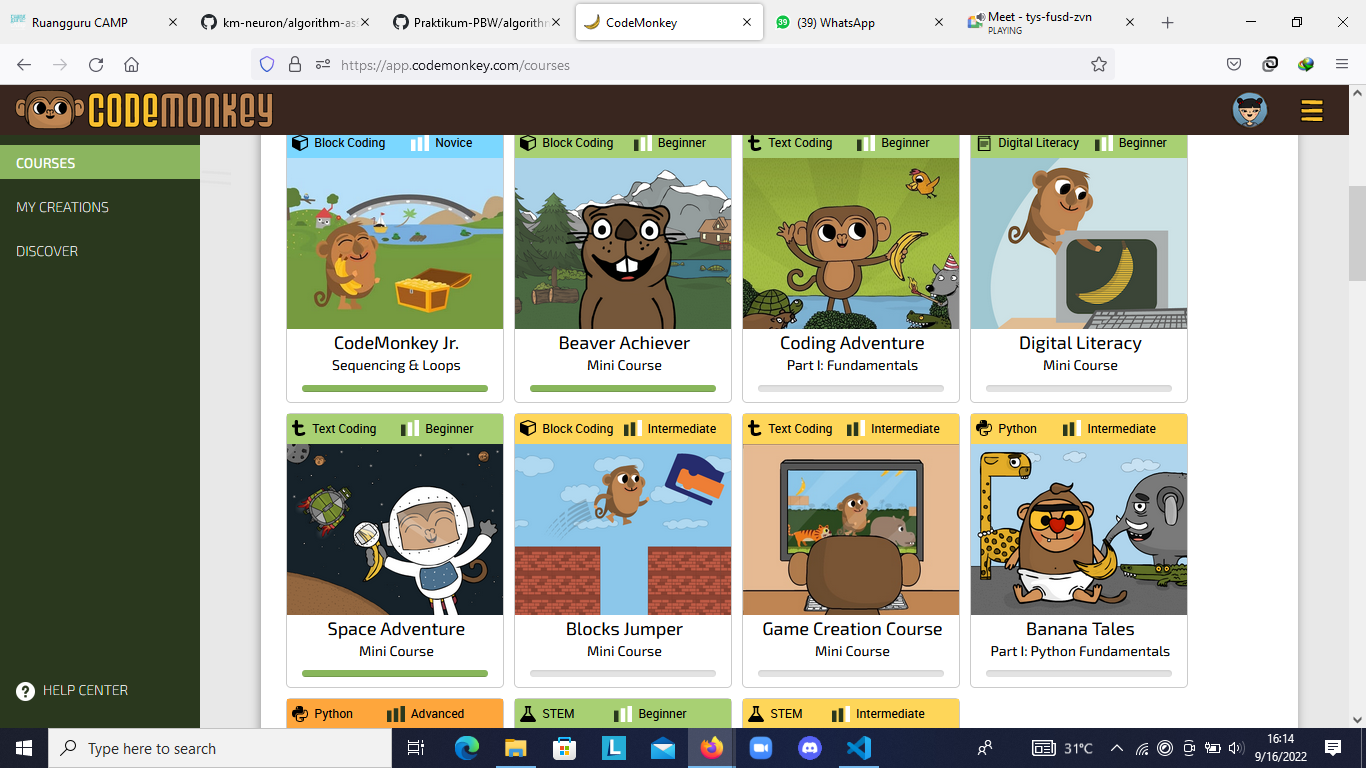 Ruangguru CAMP
km-neuron/algorithm-as
Praktikum-PBW/algorithm
CodeMonkey
39
(39) WhatsApp
Meet - tys-fusd-zvn
PLAYING
https://app.codemonkey.com/courses
CODEMONKEY
COURSES
MY CREATIONS
DISCOVER
HELP CENTER
Block Coding Novice
CodeMonkey Jr.
Sequencing & Loops
Block Coding Beginner
Beaver Achiever
Mini Course
Text Coding Beginner
Coding Adventure
Part I: Fundamentals
Digital Literacy Beginner
Digital Literacy
Mini Course
Text Coding Beginner
Space Adventure
Mini Course
Block Coding Intermediate
Blocks Jumper
Mini Course
Text Coding Intermediate
Game Creation Course
Mini Course
Python Intermediate
Banana Tales
Part I: Python Fundamentals
Python Advanced
STEM Beginner
STEM Intermediate
Type here to search
L
31°C
16:14
9/16/2022